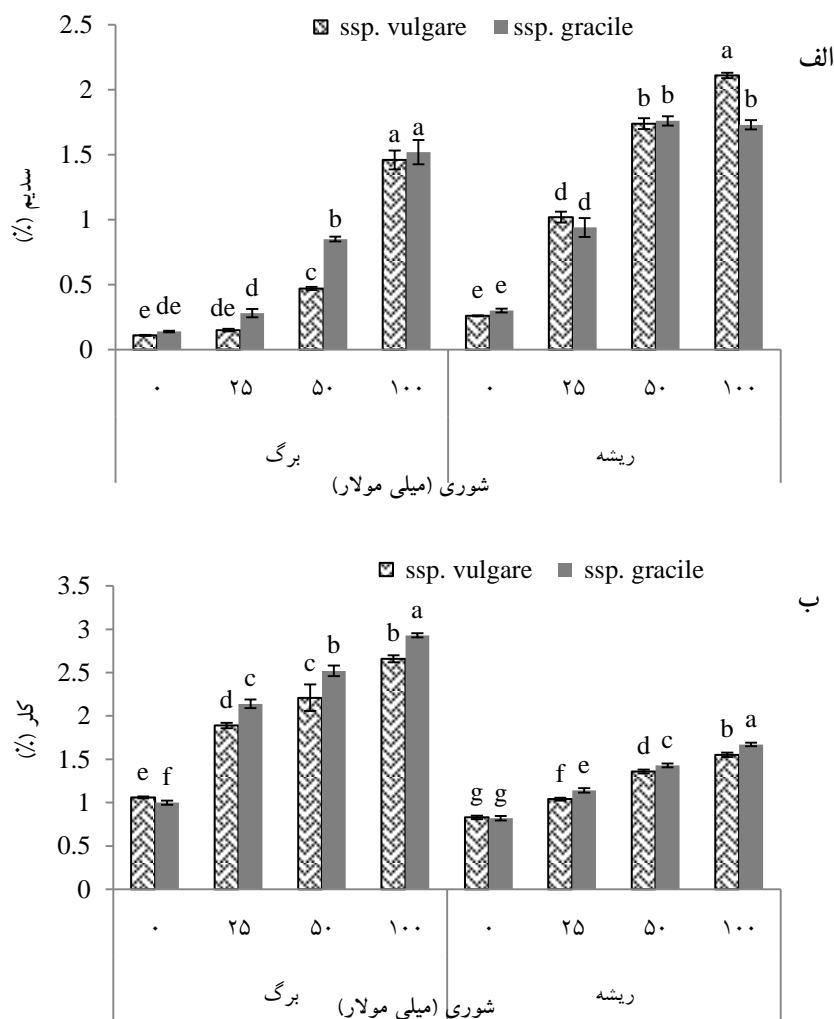 ssp. vulgare ssp. gracile
الف
2.5
2
1.5
1
0.5
0
سدیم (%)
e de de d c b a a e e d d b b a b
۰ ۲۵ ۵۰ ۱۰۰ ۰ ۲۵ ۵۰ ۱۰۰
برگ ریشه
شوری (میلی مولار)
ssp. vulgare ssp. gracile
ب
3.5
3
2.5
2
1.5
1
0.5
0
کلر (%)
e f d c c b b a g g f e d c b a
۰ ۲۵ ۵۰ ۱۰۰ ۰ ۲۵ ۵۰ ۱۰۰
برگ ریشه
شوری (میلی مولار)